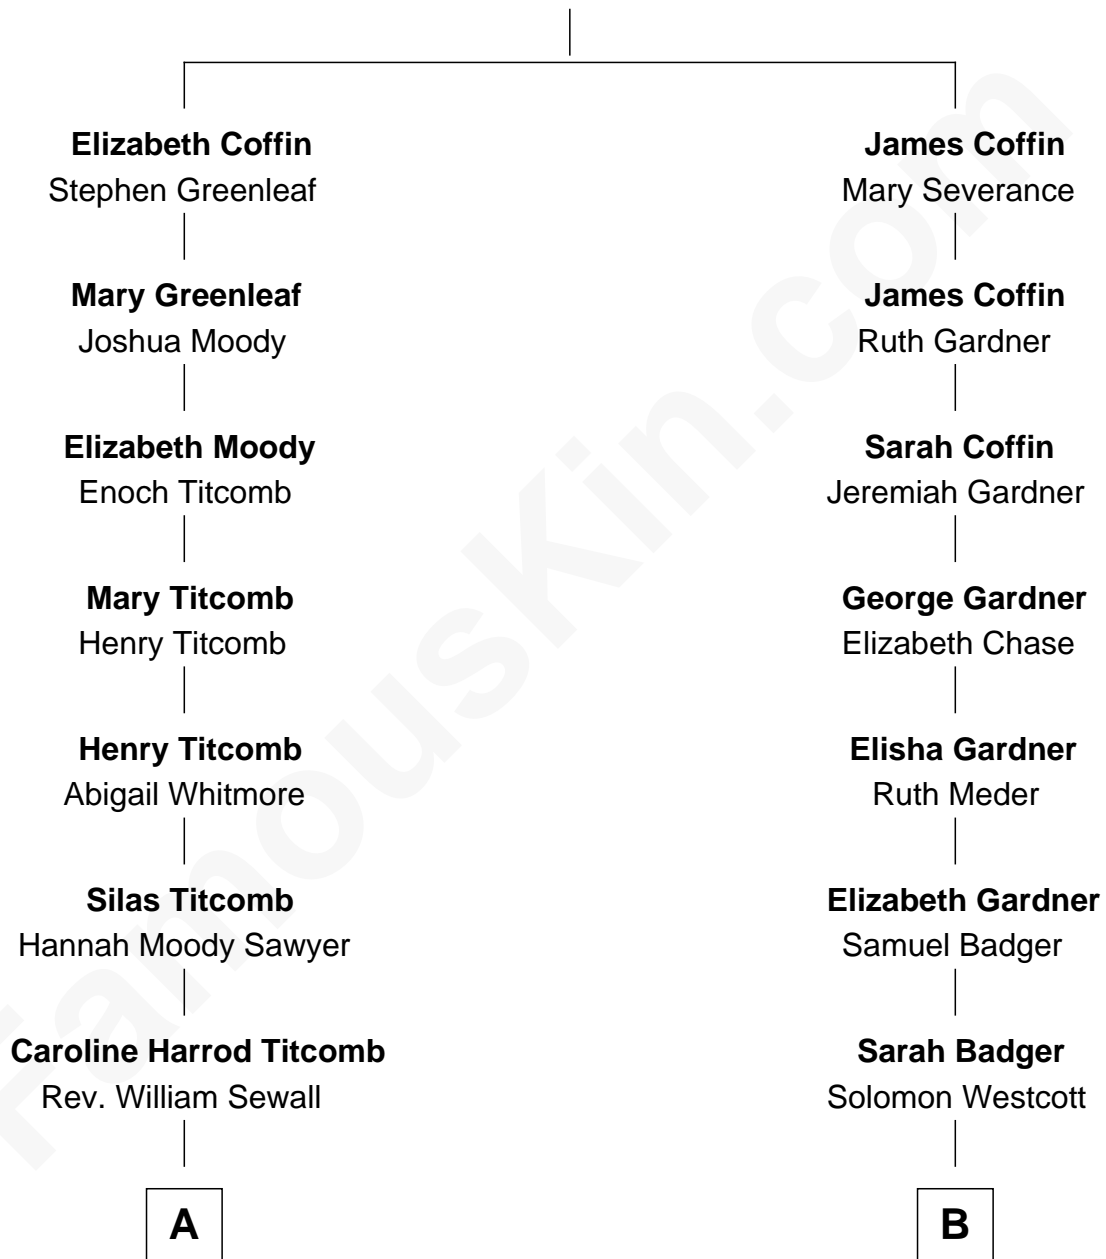 Elizabeth Coffin
Stephen Greenleaf
James Coffin
Mary Severance
Mary Greenleaf
Joshua Moody
James Coffin
Ruth Gardner
Elizabeth Moody
Enoch Titcomb
Sarah Coffin
Jeremiah Gardner
Mary Titcomb
Henry Titcomb
George Gardner
Elizabeth Chase
Henry Titcomb
Abigail Whitmore
Elisha Gardner
Ruth Meder
Silas Titcomb
Hannah Moody Sawyer
Elizabeth Gardner
Samuel Badger
Caroline Harrod Titcomb
Rev. William Sewall
Sarah Badger
Solomon Westcott
A
B
FamousKin.com